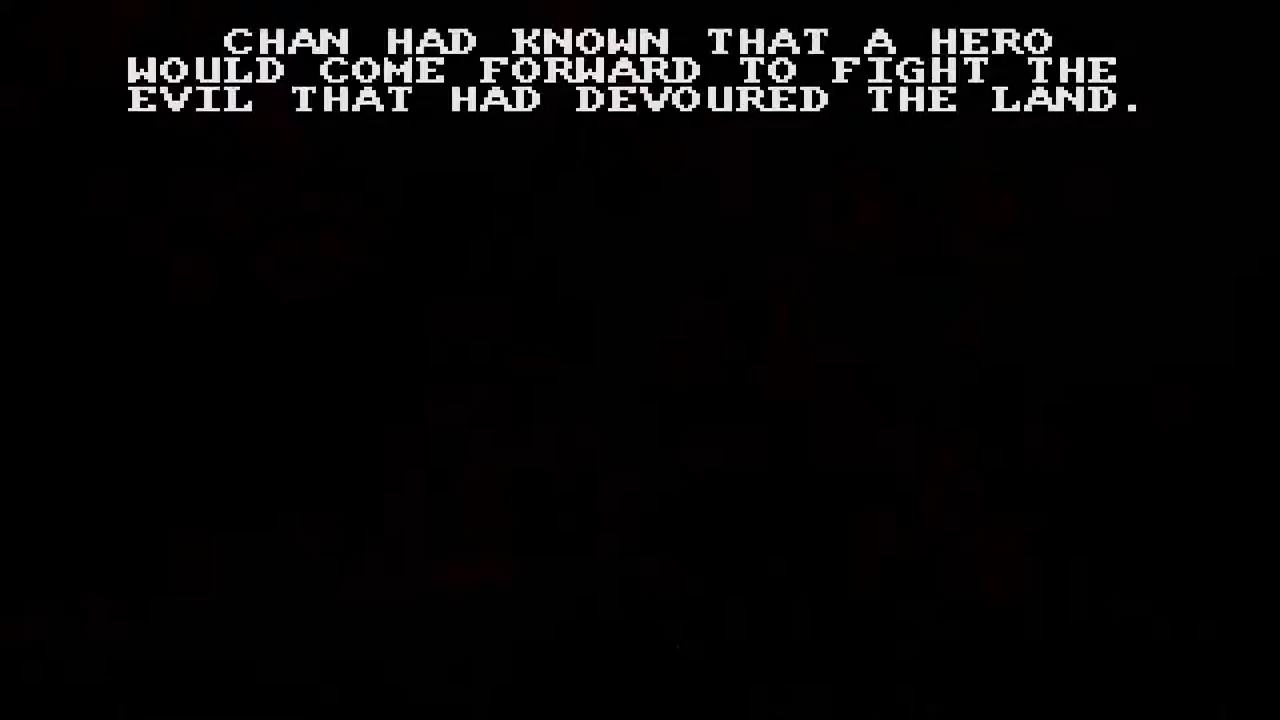 CHAN HAD KNOWN THAT A HERO
WOULD COME FORWARD TO FIGHT THE
EVIL THAT HAD DEVOURED THE LAND.